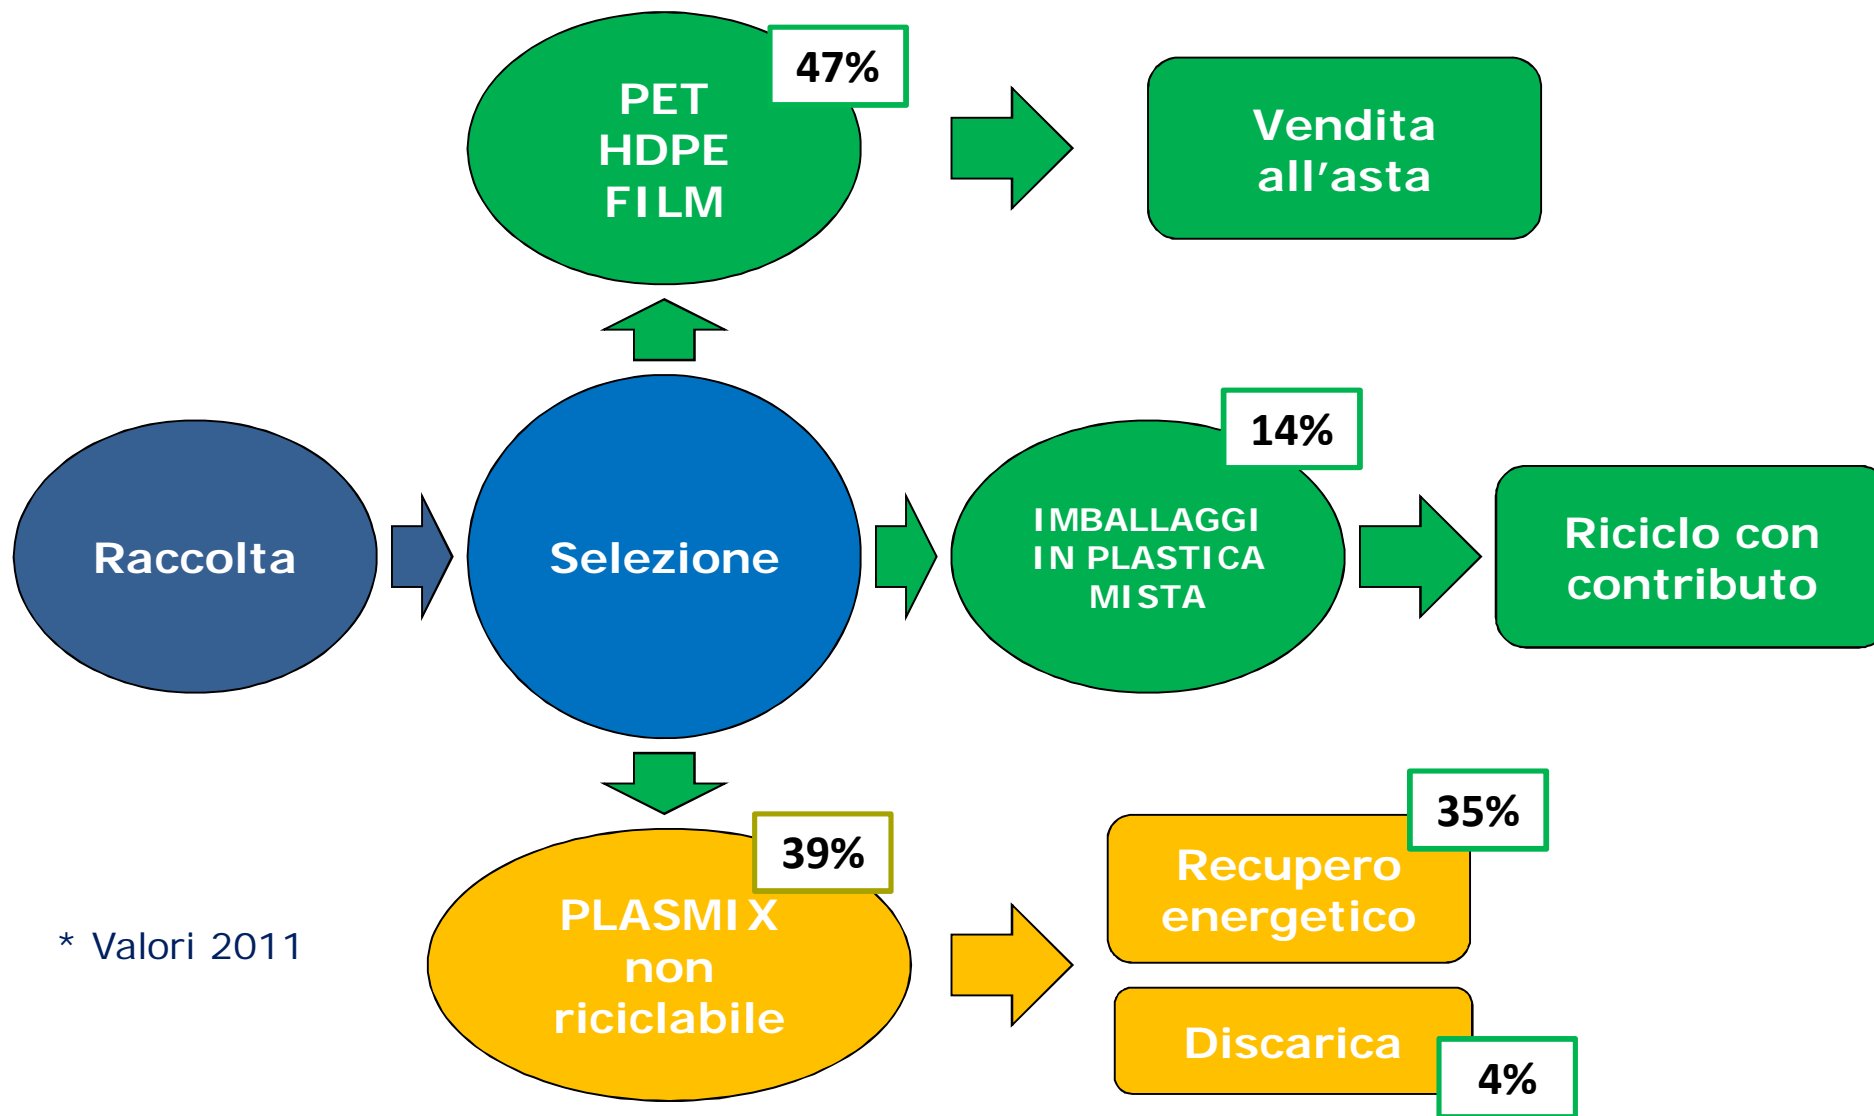 47%
PET
HDPE
FILM
Vendita
all'asta
14%
Raccolta
Selezione
IMBALLAGGI
IN PLASTICA
MISTA
Riciclo con
contributo
39%
PLASMIX
non
riciclabile
35%
Recupero
energetico
* Valori 2011
Discarica
4%